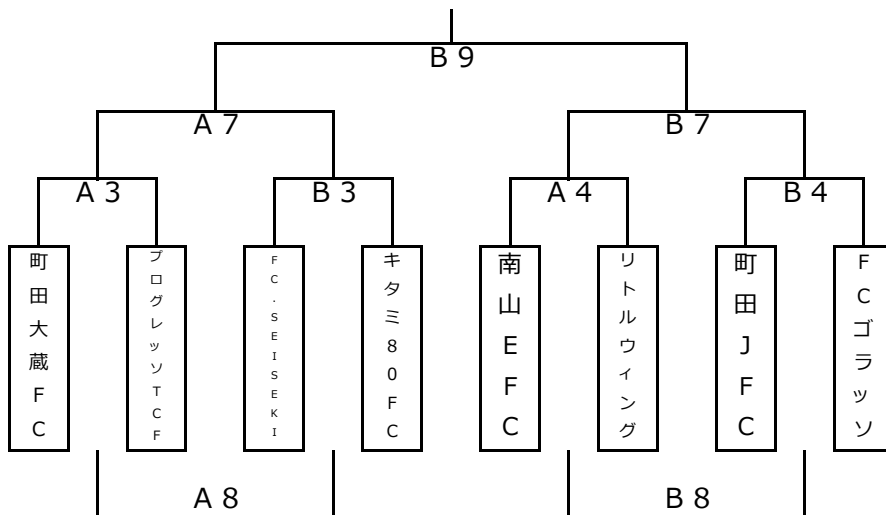 B9
A7
B7
A3
B3
A4
B4
町田大蔵FC
プログレッソTCF
FC.SEISEKI
キタミ80FC
南山EFC
リトルウィング
町田JFC
FCゴラッソ
A8
B8